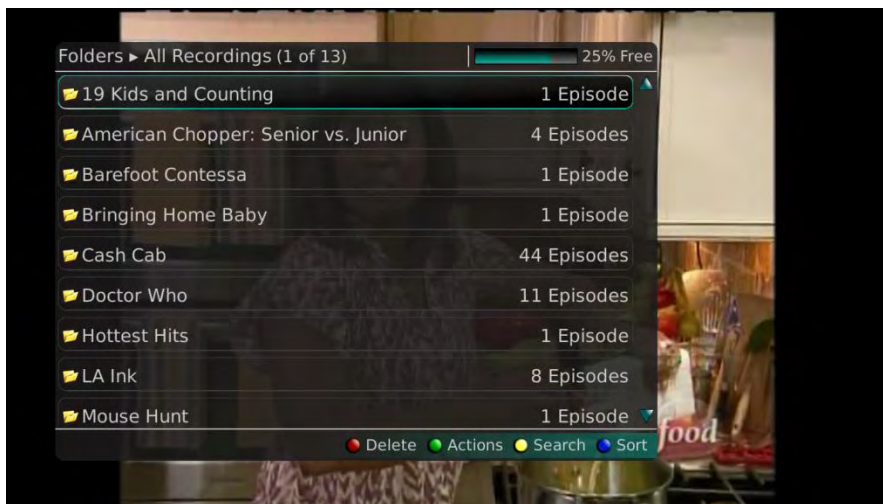 Folders ▸ All Recordings (1 of 13) 25% Free
19 Kids and Counting 1 Episode
American Chopper: Senior vs. Junior 4 Episodes
Barefoot Contessa 1 Episode
Bringing Home Baby 1 Episode
Cash Cab 44 Episodes
Doctor Who 11 Episodes
Hottest Hits 1 Episode
LA Ink 8 Episodes
Mouse Hunt 1 Episode
Delete Actions Search Sort
food